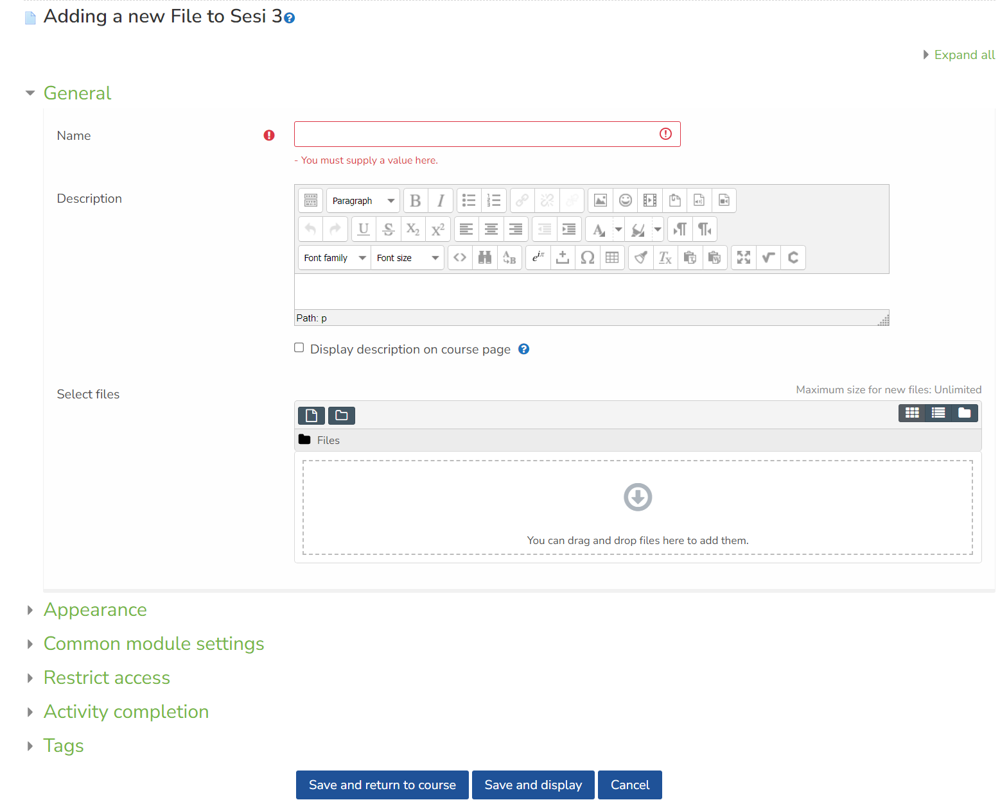 Adding a new File to Sesi 3
Expand all
General
Name
- You must supply a value here.
Description
Paragraph
B I
U S X2 X2
Font family Font size
Path: p
Display description on course page
Select files
Maximum size for new files: Unlimited
Files
You can drag and drop files here to add them.
Appearance
Common module settings
Restrict access
Activity completion
Tags
Save and return to course Save and display Cancel